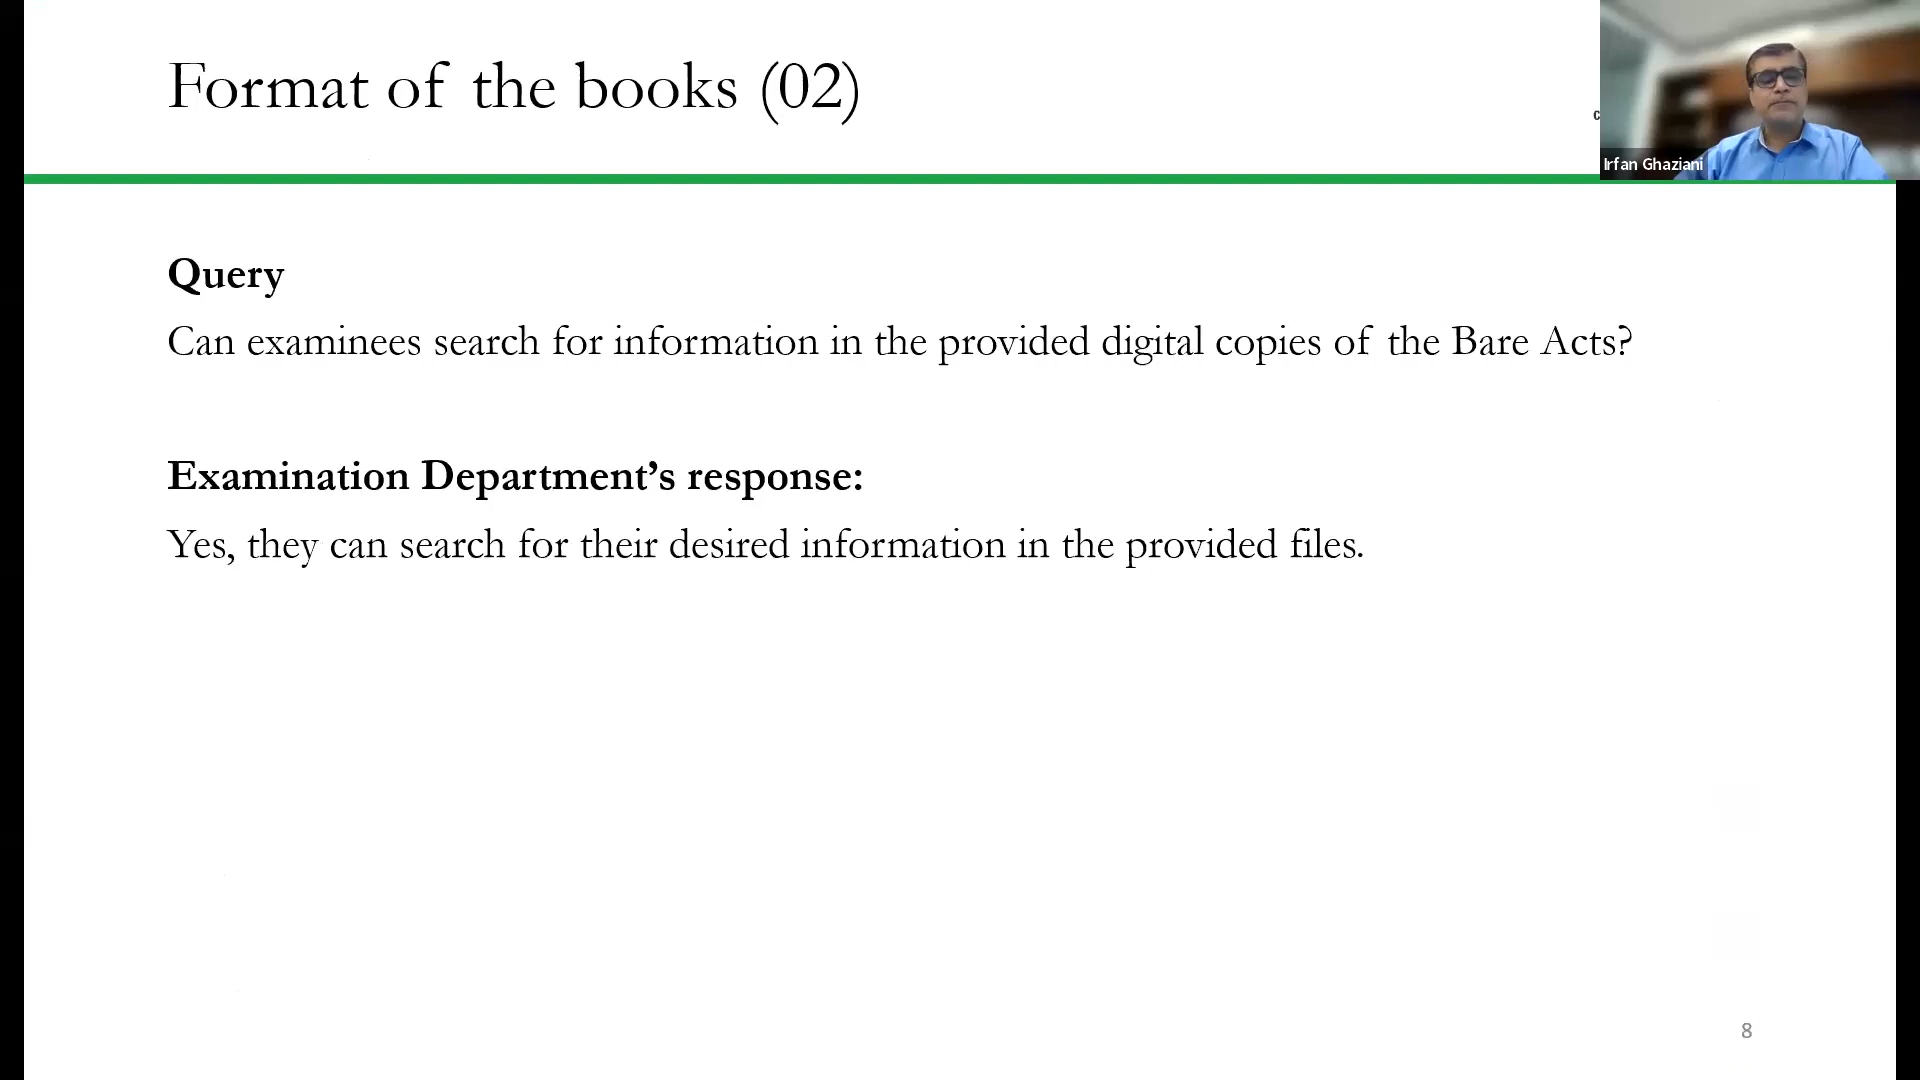 Format of the books (02)
Irfan Ghaziani
Query
Can examinees search for information in the provided digital copies of the Bare Acts?
Examination Department’s response:
Yes, they can search for their desired information in the provided files.
8